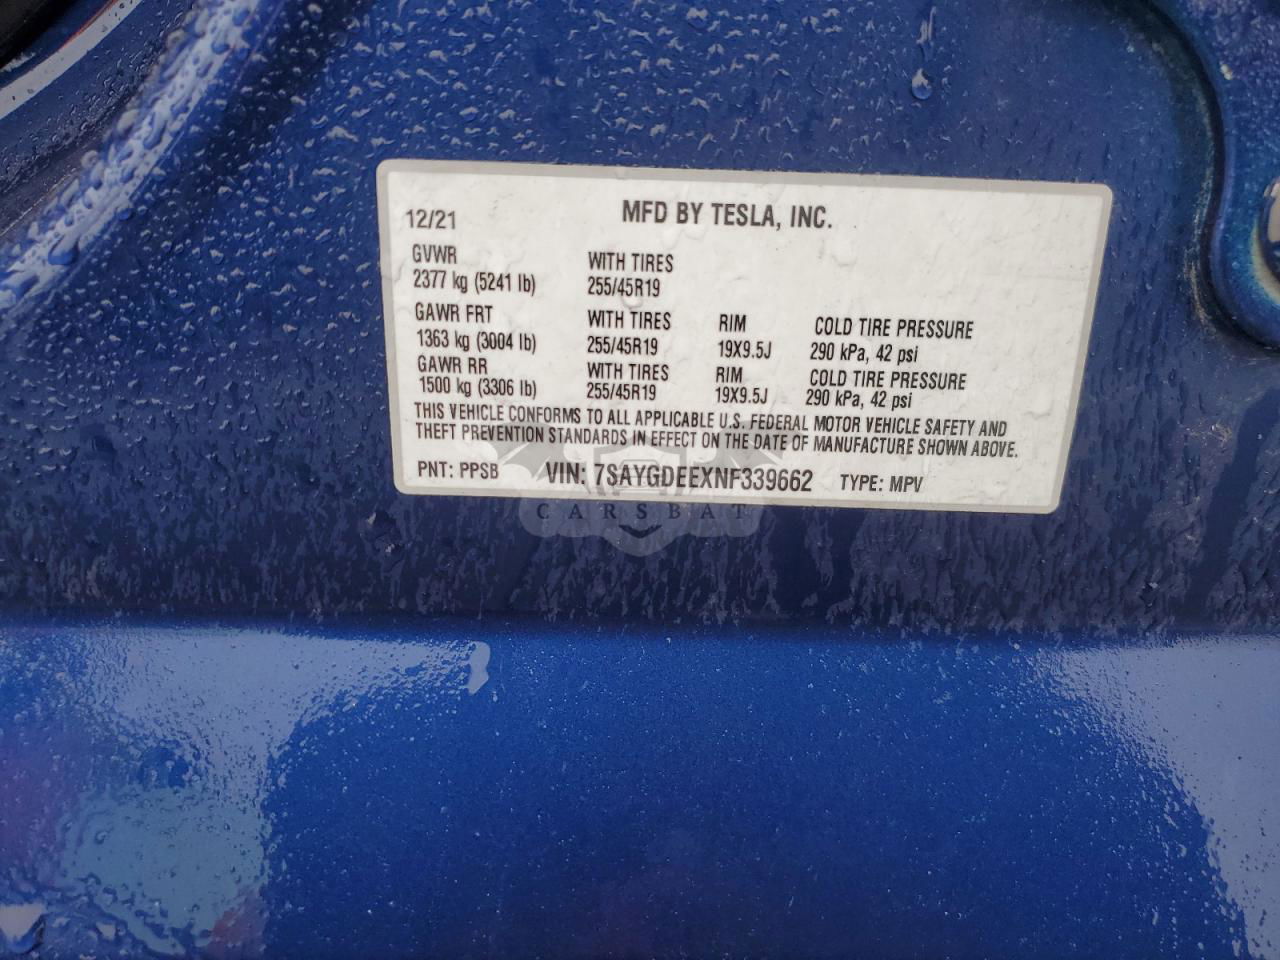 12/21 MFD BY TESLA, INC.
GVWR WITH TIRES
2377 kg (5241 lb) 255/45R19
GAWR FRT WITH TIRES RIM COLD TIRE PRESSURE
1363 kg (3004 lb) 255/45R19 19X9.5J 290 kPa, 42 psi
GAWR RR WITH TIRES RIM COLD TIRE PRESSURE
1500 kg (3306 lb) 255/45R19 19X9.5J 290 kPa, 42 psi
THIS VEHICLE CONFORMS TO ALL APPLICABLE U.S. FEDERAL MOTOR VEHICLE SAFETY AND
THEFT PREVENTION STANDARDS IN EFFECT ON THE DATE OF MANUFACTURE SHOWN ABOVE.
PNT: PPSB VIN: 7SAYGDEEXNF339662 TYPE: MPV
CARSBAT